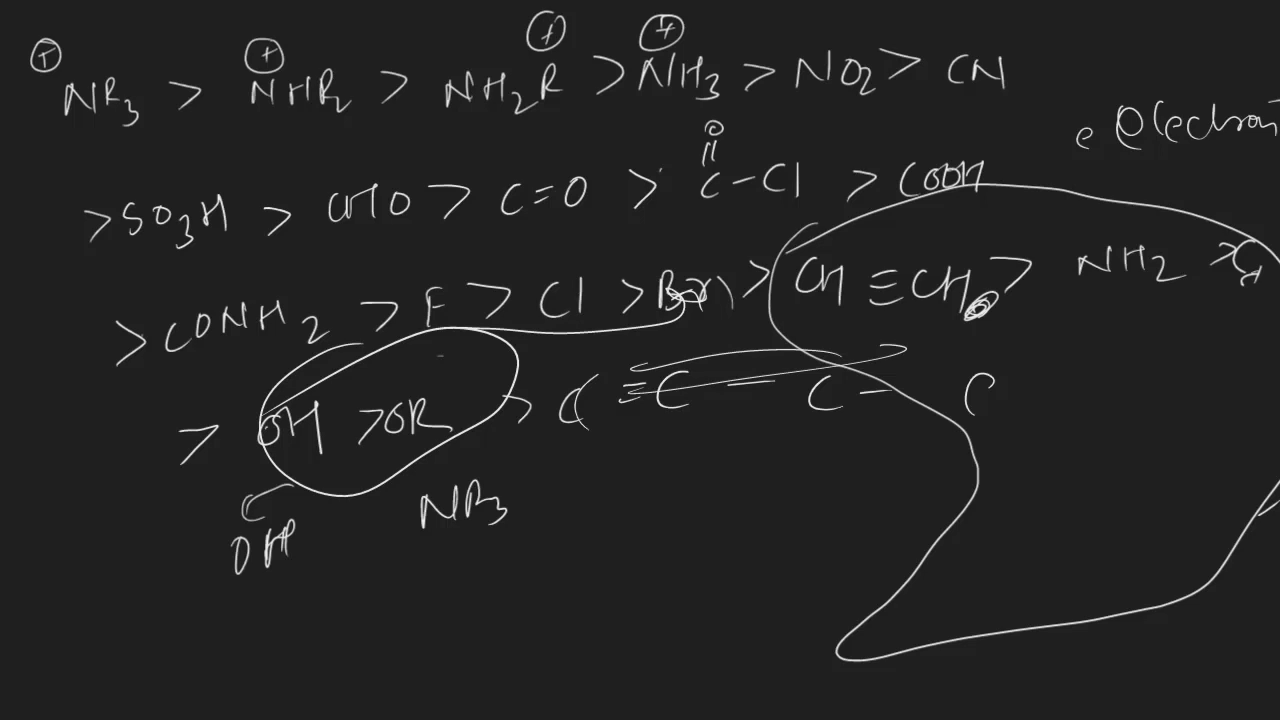 ⊕NR3 > ⊕NHR2 > NH2R⊕ > ⊕NH3 > NO2 > CN
e electron
> SO3H > CHO > C=O > O=C-Cl > COOH
> CONH2 > F > Cl > Br > CH≡CH > NH2 >
> OH > OR > C≡C-C-C
OH NR3